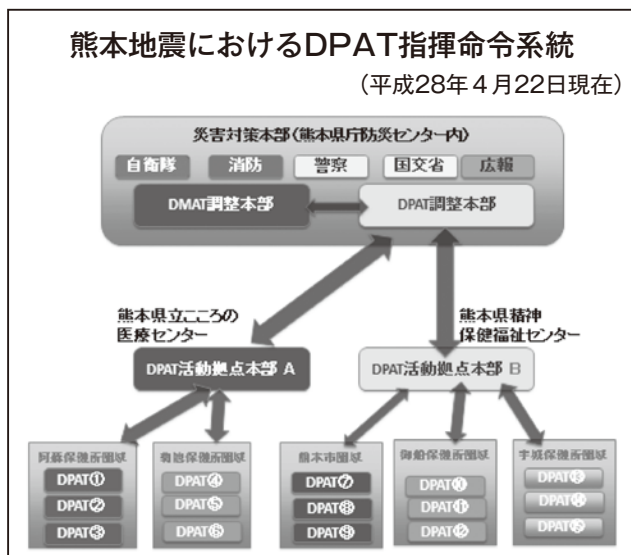 熊本地震におけるDPAT指揮命令系統
(平成28年4月22日現在)
災害対策本部(熊本県庁防災センター内)
自衛隊 消防 警察 国交省 広報
DMAT調整本部 DPAT調整本部
熊本県立こころの
医療センター
熊本県精神
保健福祉センター
DPAT活動拠点本部 A DPAT活動拠点本部 B
阿蘇保健所圏域 菊池保健所圏域 熊本市圏域 御船保健所圏域 宇城保健所圏域
DPAT① DPAT④ DPAT⑦ DPAT⑩ DPAT⑬
DPAT② DPAT⑤ DPAT⑧ DPAT⑪ DPAT⑭
DPAT③ DPAT⑥ DPAT⑨ DPAT⑫ DPAT⑮